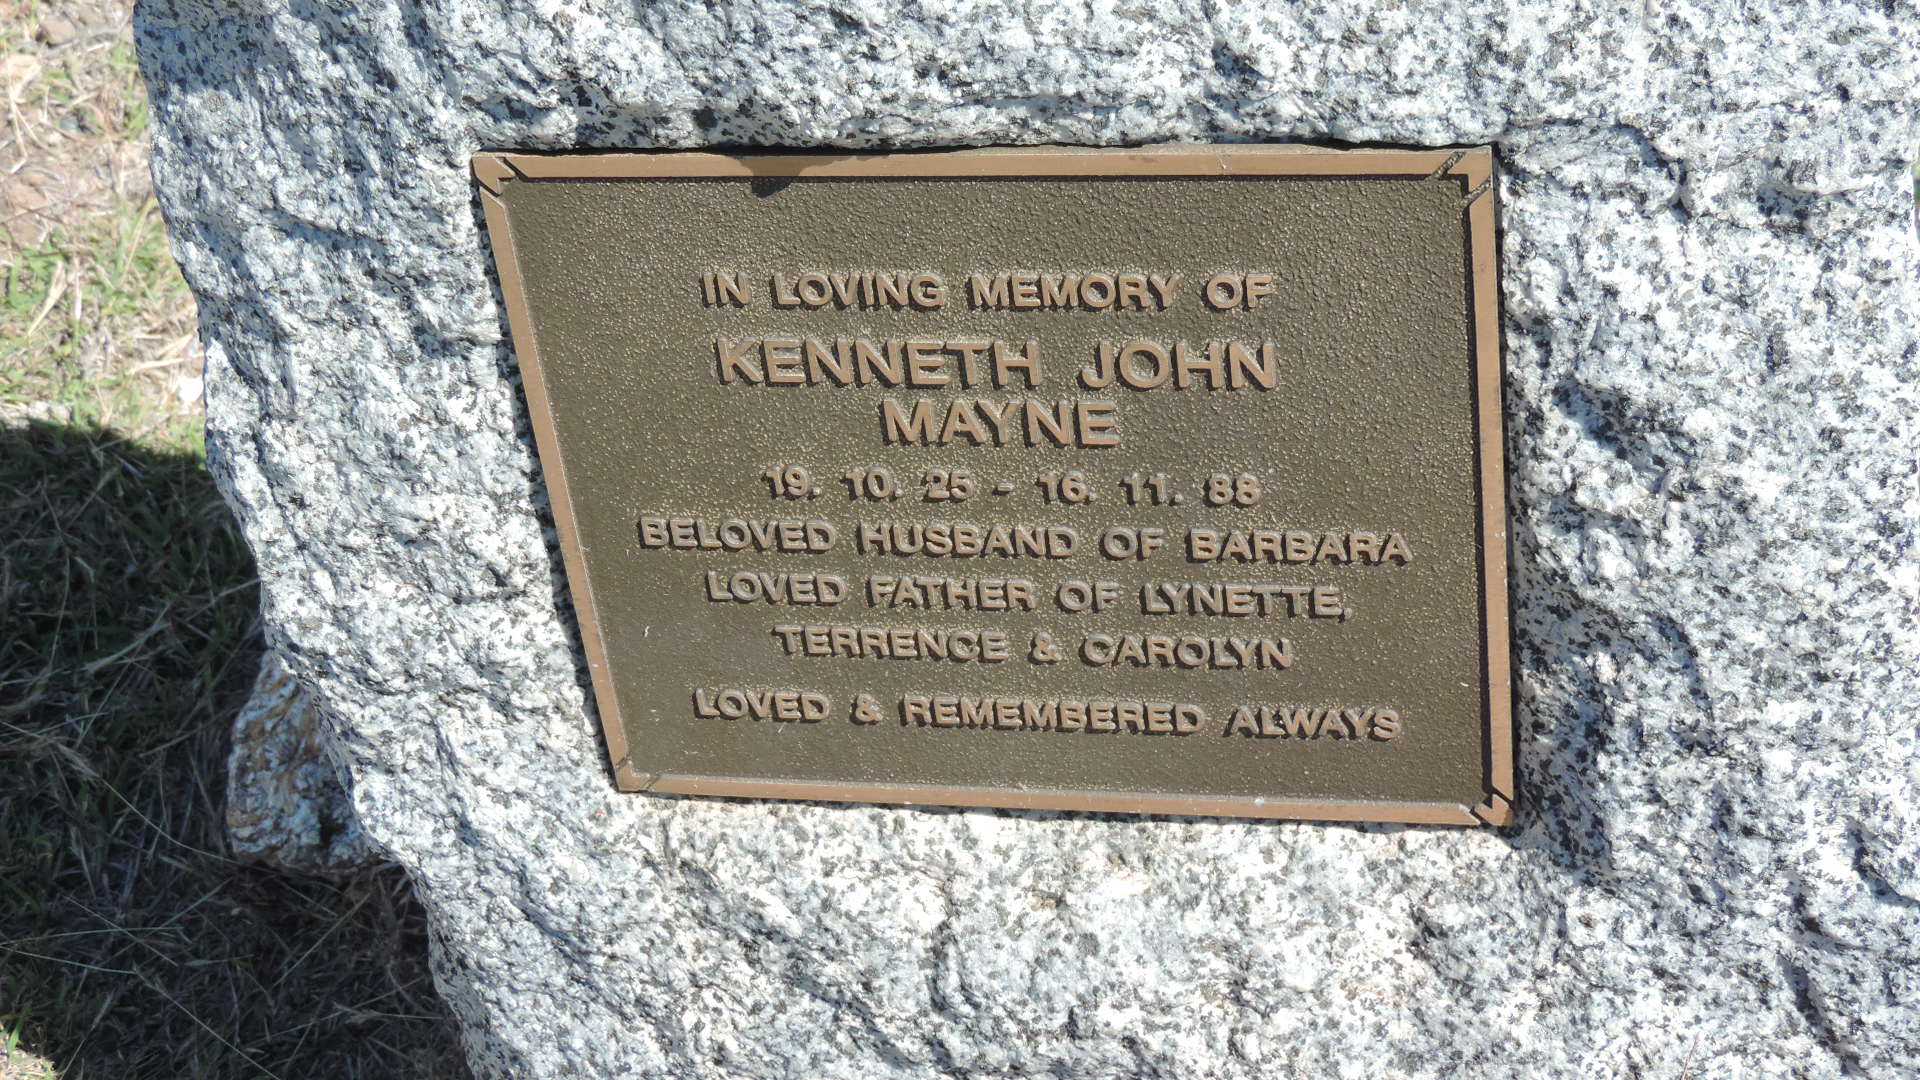 IN LOVING MEMORY OF
KENNETH JOHN
MAYNE
19. 10. 25 - 16. 11. 88
BELOVED HUSBAND OF BARBARA
LOVED FATHER OF LYNETTE,
TERRENCE & CAROLYN
LOVED & REMEMBERED ALWAYS